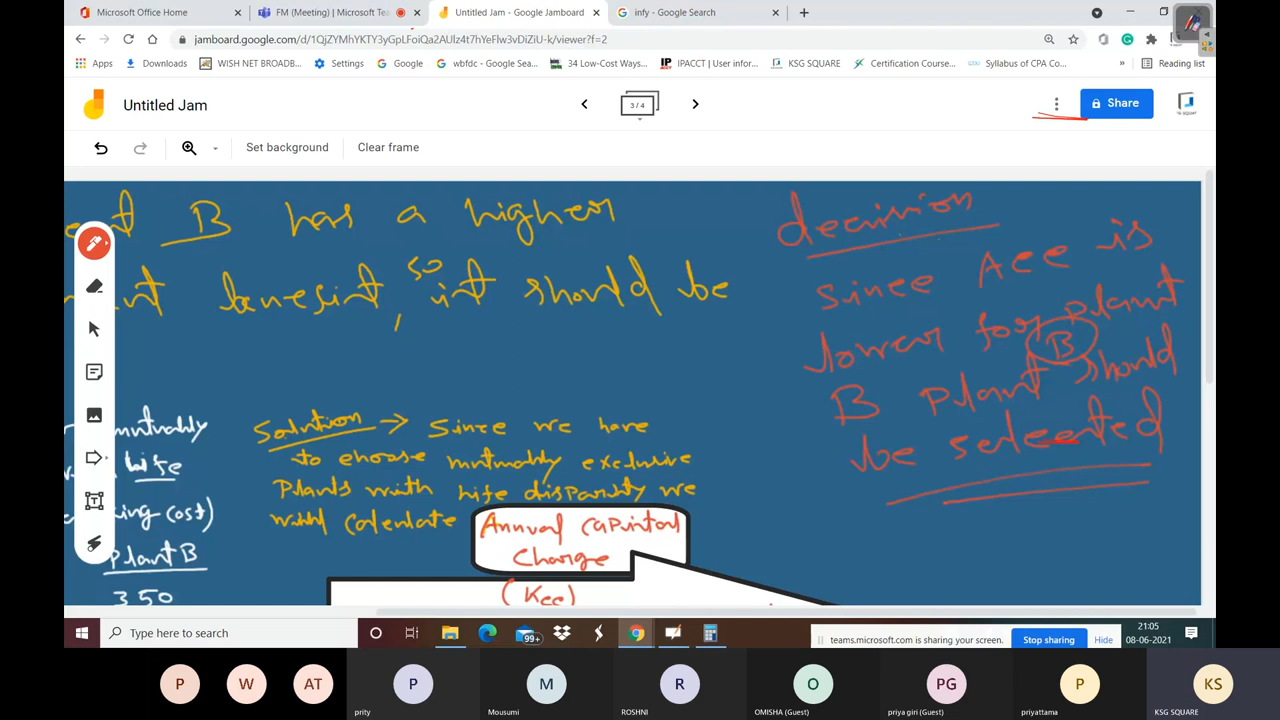 Microsoft Office Home
FM (Meeting) | Microsoft Tea
Untitled Jam - Google Jamboard
infy - Google Search
jamboard.google.com/d/1QjZYMhYKTY3yGpLFoiQa2AUlz4t7hYeFlw3vDiZiU-k/viewer?f=2
Apps
Downloads
WISH NET BROADB...
Settings
Google
wbfdc - Google Sea...
34 Low-Cost Ways...
IPACCT | User infor...
KSG SQUARE
Certification Course...
Syllabus of CPA Co...
»
Reading list
Untitled Jam
3 / 4
Share
Set background
Clear frame
B has a higher
so
it should be
decision
since Acc is
lower for plant
B
B plant should
be selected
mutually
life
cost)
Plant B
350
Solution → Since we have
to choose mutually exclusive
Plants with life disparity we
will calculate
Annual Capital
Charge
(Kcc)
Type here to search
99+
teams.microsoft.com is sharing your screen.
Stop sharing
Hide
21:05
08-06-2021
P
W
AT
P
M
R
O
PG
P
KS
prity
Mousumi
ROSHNI
OMISHA (Guest)
priya giri (Guest)
priyattama
KSG SQUARE